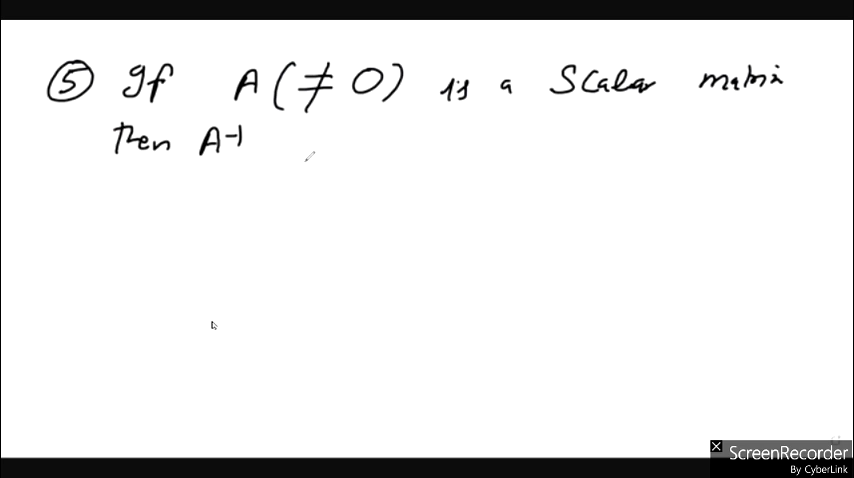 ⑤ If A (≠ 0) is a Scalar matrix
then A-1
ScreenRecorder
By CyberLink